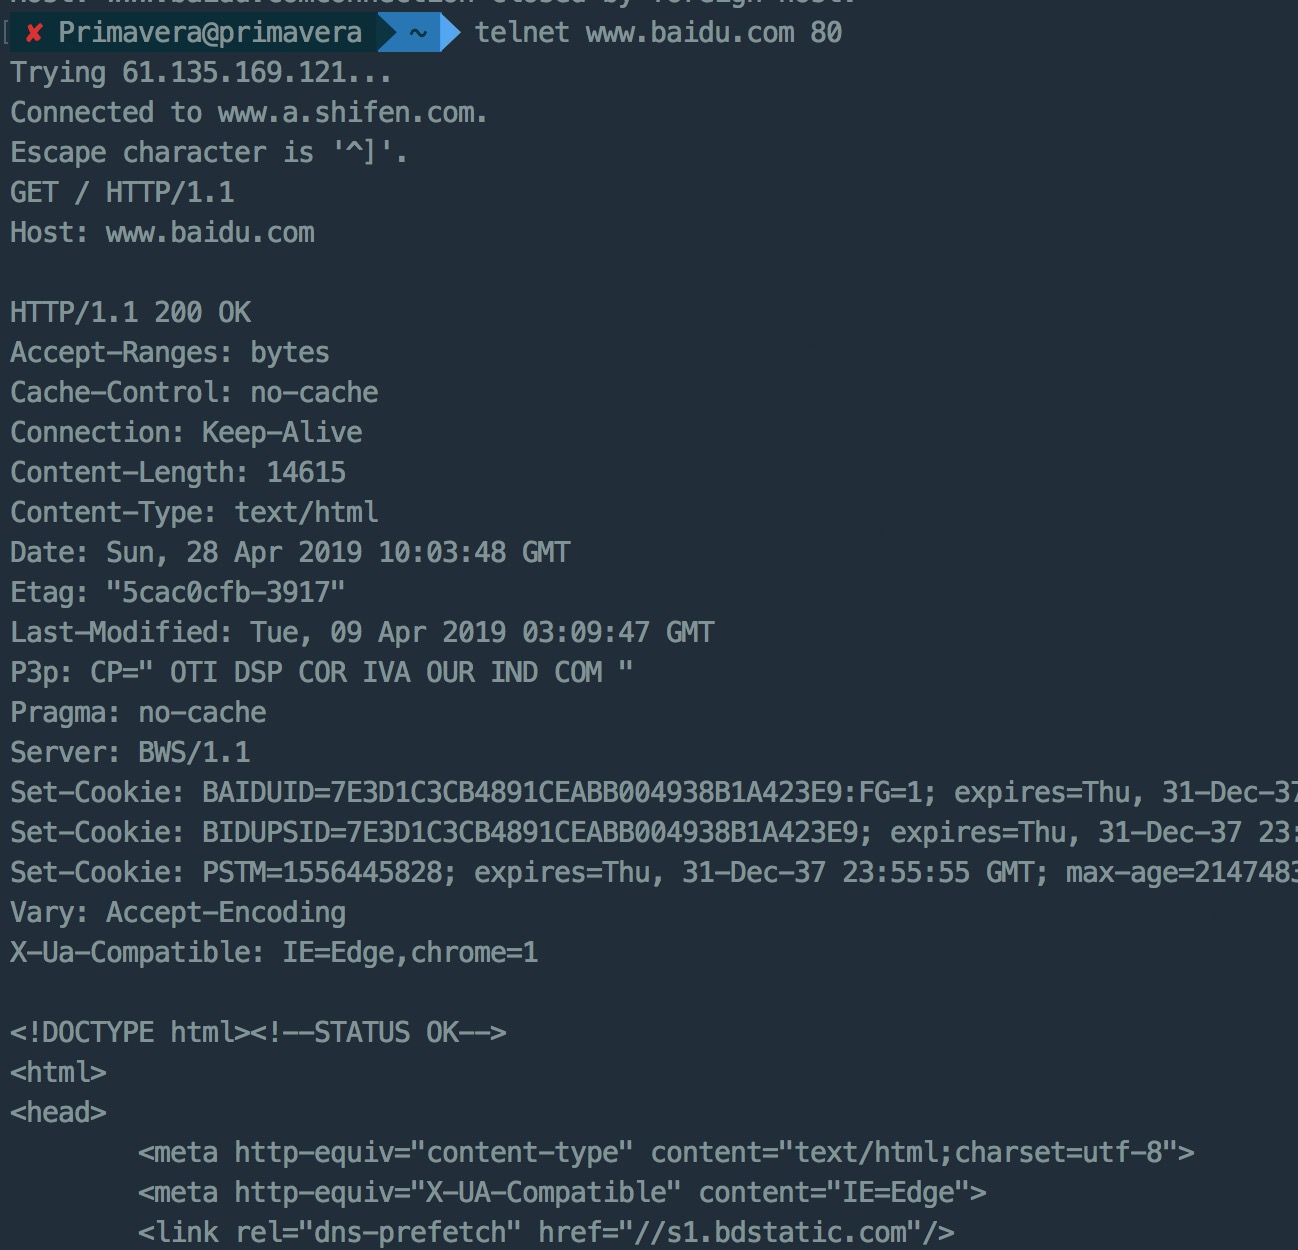 Host: www.baidu.comConnection closed by foreign host.
✘ Primavera@primavera ~ telnet www.baidu.com 80
Trying 61.135.169.121...
Connected to www.a.shifen.com.
Escape character is '^]'.
GET / HTTP/1.1
Host: www.baidu.com
HTTP/1.1 200 OK
Accept-Ranges: bytes
Cache-Control: no-cache
Connection: Keep-Alive
Content-Length: 14615
Content-Type: text/html
Date: Sun, 28 Apr 2019 10:03:48 GMT
Etag: "5cac0cfb-3917"
Last-Modified: Tue, 09 Apr 2019 03:09:47 GMT
P3p: CP=" OTI DSP COR IVA OUR IND COM "
Pragma: no-cache
Server: BWS/1.1
Set-Cookie: BAIDUID=7E3D1C3CB4891CEABB004938B1A423E9:FG=1; expires=Thu, 31-Dec-37
Set-Cookie: BIDUPSID=7E3D1C3CB4891CEABB004938B1A423E9; expires=Thu, 31-Dec-37 23:
Set-Cookie: PSTM=1556445828; expires=Thu, 31-Dec-37 23:55:55 GMT; max-age=2147483
Vary: Accept-Encoding
X-Ua-Compatible: IE=Edge,chrome=1
<!DOCTYPE html><!--STATUS OK-->
<html>
<head>
<meta http-equiv="content-type" content="text/html;charset=utf-8">
<meta http-equiv="X-UA-Compatible" content="IE=Edge">
<link rel="dns-prefetch" href="//s1.bdstatic.com"/>